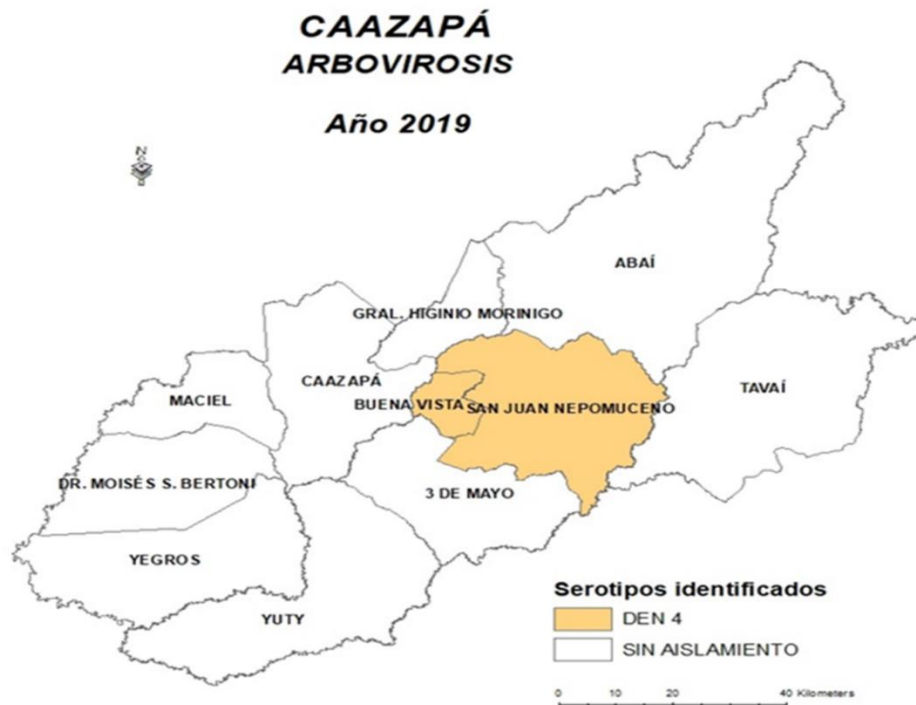 CAAZAPÁ
ARBOVIROSIS
Año 2019
N
ABAÍ
GRAL. HIGINIO MORINIGO
CAAZAPÁ
TAVAÍ
MACIEL
BUENA VISTA
SAN JUAN NEPOMUCENO
DR. MOISÉS S. BERTONI
3 DE MAYO
YEGROS
YUTY
Serotipos identificados
DEN 4
SIN AISLAMIENTO
0 10 20 40 Kilometers